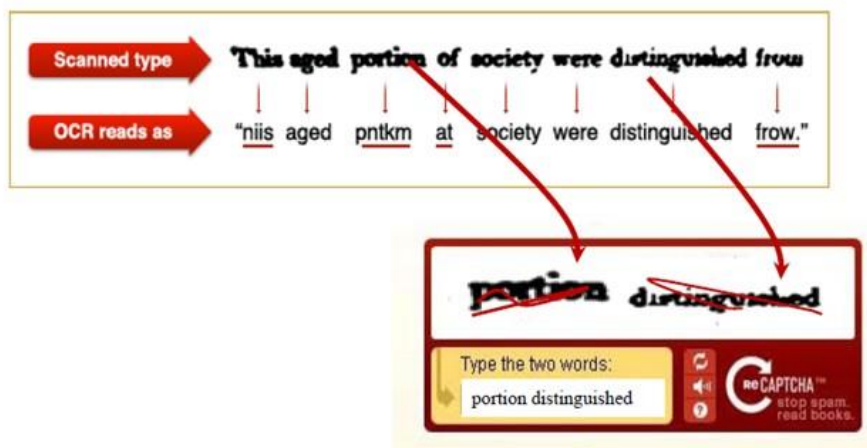 Scanned type
This aged portion of society were distinguished from
OCR reads as
“niis aged pntkm at society were distinguished frow.”
portion distinguished
Type the two words:
portion distinguished
reCAPTCHA™
stop spam.
read books.